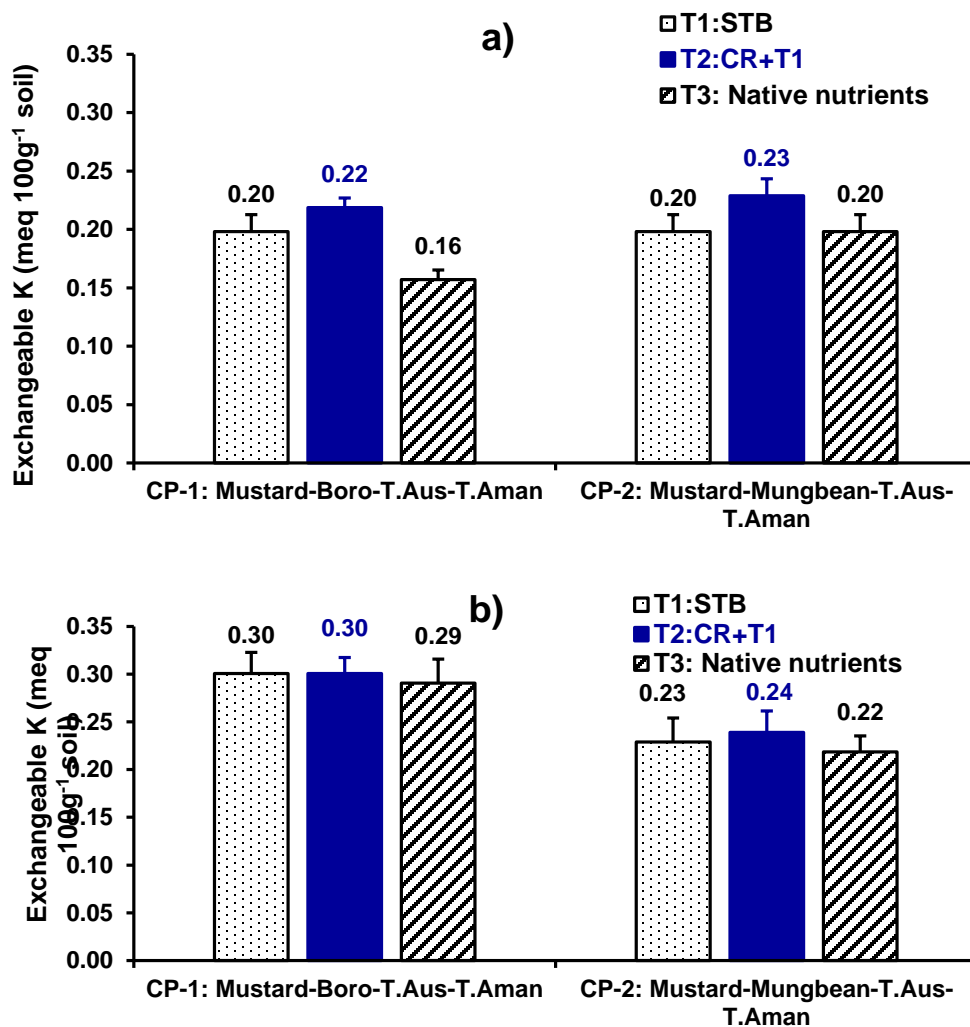 a)
T1:STB
T2:CR+T1
T3: Native nutrients
Exchangeable K (meq 100g⁻¹ soil)
0.35
0.30
0.25
0.20
0.15
0.10
0.05
0.00
0.20
0.22
0.16
0.20
0.23
0.20
CP-1: Mustard-Boro-T.Aus-T.Aman
CP-2: Mustard-Mungbean-T.Aus-
T.Aman
b)
T1:STB
T2:CR+T1
T3: Native nutrients
Exchangeable K (meq
100g⁻¹ soil)
0.35
0.30
0.25
0.20
0.15
0.10
0.05
0.00
0.30
0.30
0.29
0.23
0.24
0.22
CP-1: Mustard-Boro-T.Aus-T.Aman
CP-2: Mustard-Mungbean-T.Aus-
T.Aman